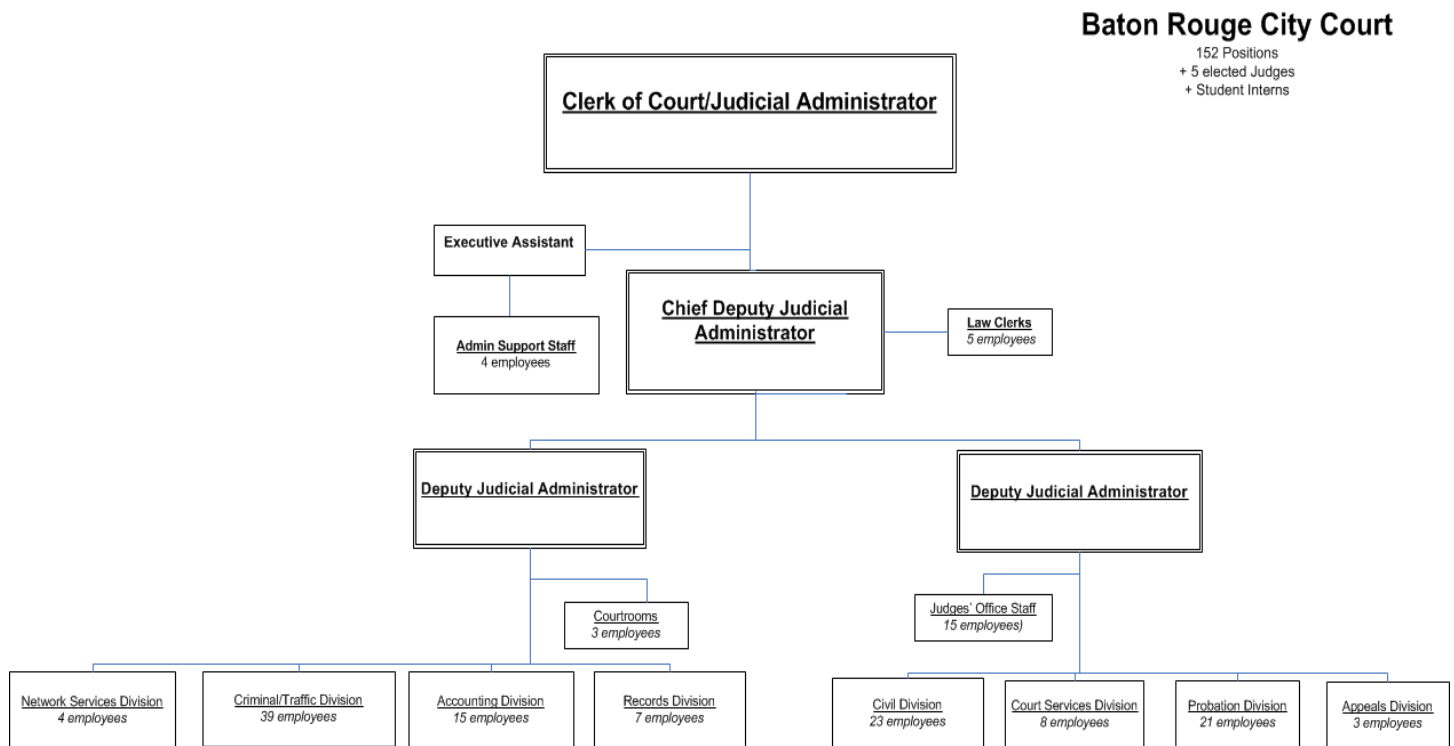 Baton Rouge City Court
152 Positions
+ 5 elected Judges
+ Student Interns
Clerk of Court/Judicial Administrator
Executive Assistant
Admin Support Staff
4 employees
Chief Deputy Judicial
Administrator
Law Clerks
5 employees
Deputy Judicial Administrator
Deputy Judicial Administrator
Courtrooms
3 employees
Judges' Office Staff
15 employees)
Network Services Division
4 employees
Criminal/Traffic Division
39 employees
Accounting Division
15 employees
Records Division
7 employees
Civil Division
23 employees
Court Services Division
8 employees
Probation Division
21 employees
Appeals Division
3 employees